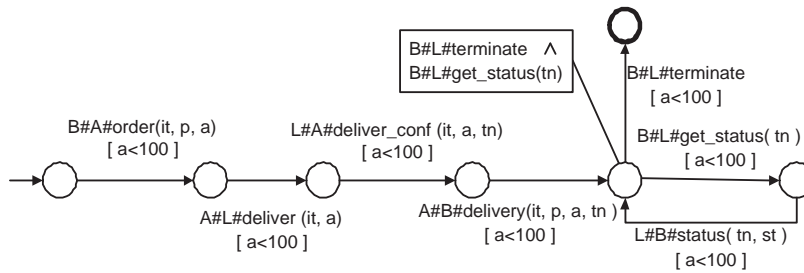 B#L#terminate ∧
B#L#get_status(tn)
B#L#terminate
[ a<100 ]
B#A#order(it, p, a)
[ a<100 ]
L#A#deliver_conf (it, a, tn)
[ a<100 ]
B#L#get_status( tn )
[ a<100 ]
A#L#deliver (it, a)
[ a<100 ]
A#B#delivery(it, p, a, tn )
[ a<100 ]
L#B#status( tn, st )
[ a<100 ]